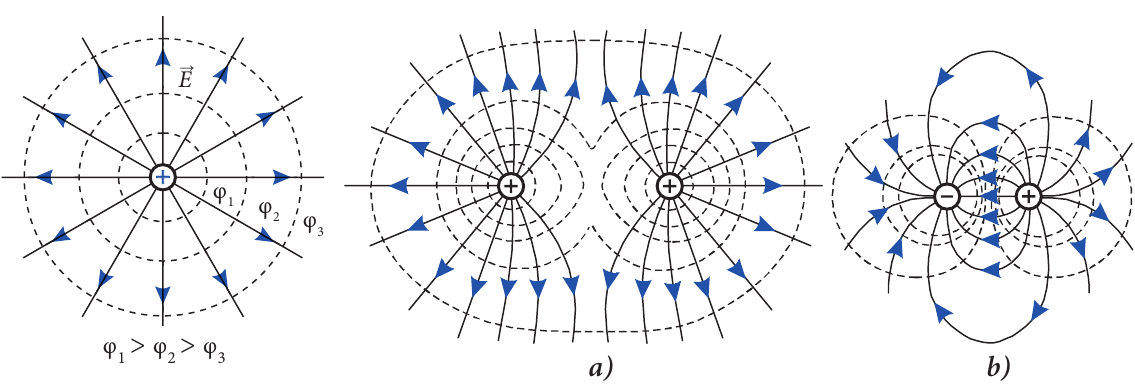 E⃗
+
φ₁
φ₂
φ₃
φ₁ > φ₂ > φ₃
+ +
a)
− +
b)